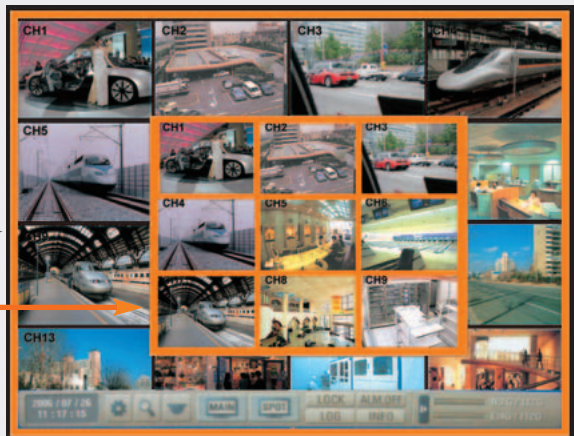 CH1
CH2
CH3
CH5
CH1
CH2
CH3
CH4
CH5
CH6
CH9
CH8
CH9
CH13
2006 / 07 / 26
11 : 17 : 15
MAIN
SPOT
LOCK
ALM.OFF
LOG
INFO